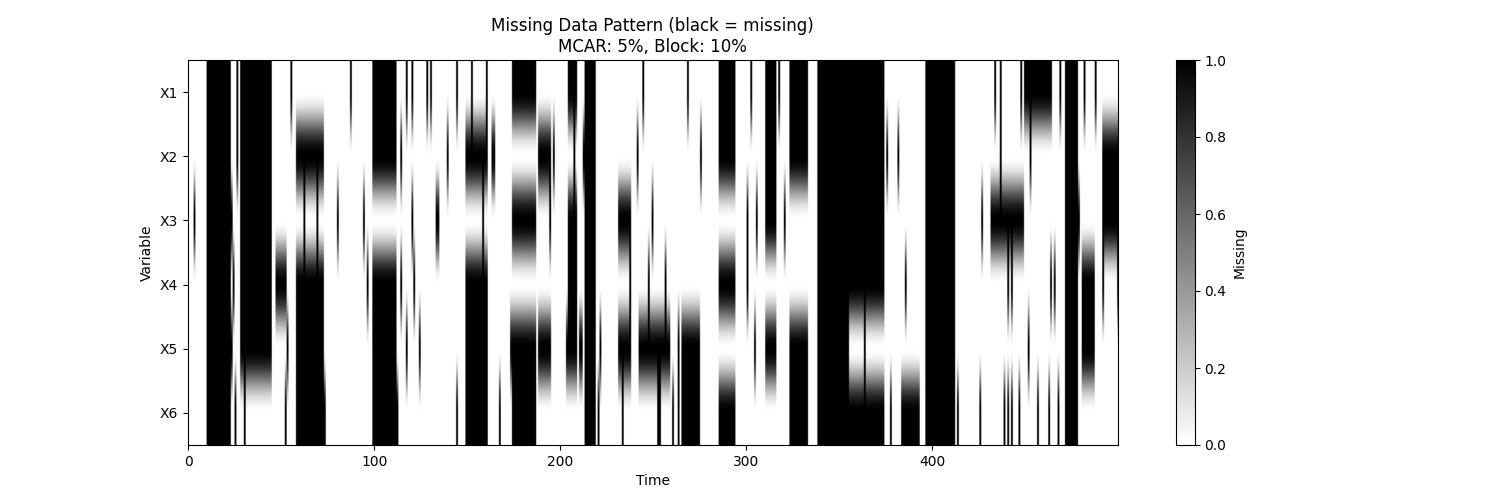 Missing Data Pattern (black = missing)
MCAR: 5%, Block: 10%
X1
X2
X3
X4
X5
X6
Variable
0 100 200 300 400
Time
1.0
0.8
0.6
0.4
0.2
0.0
Missing